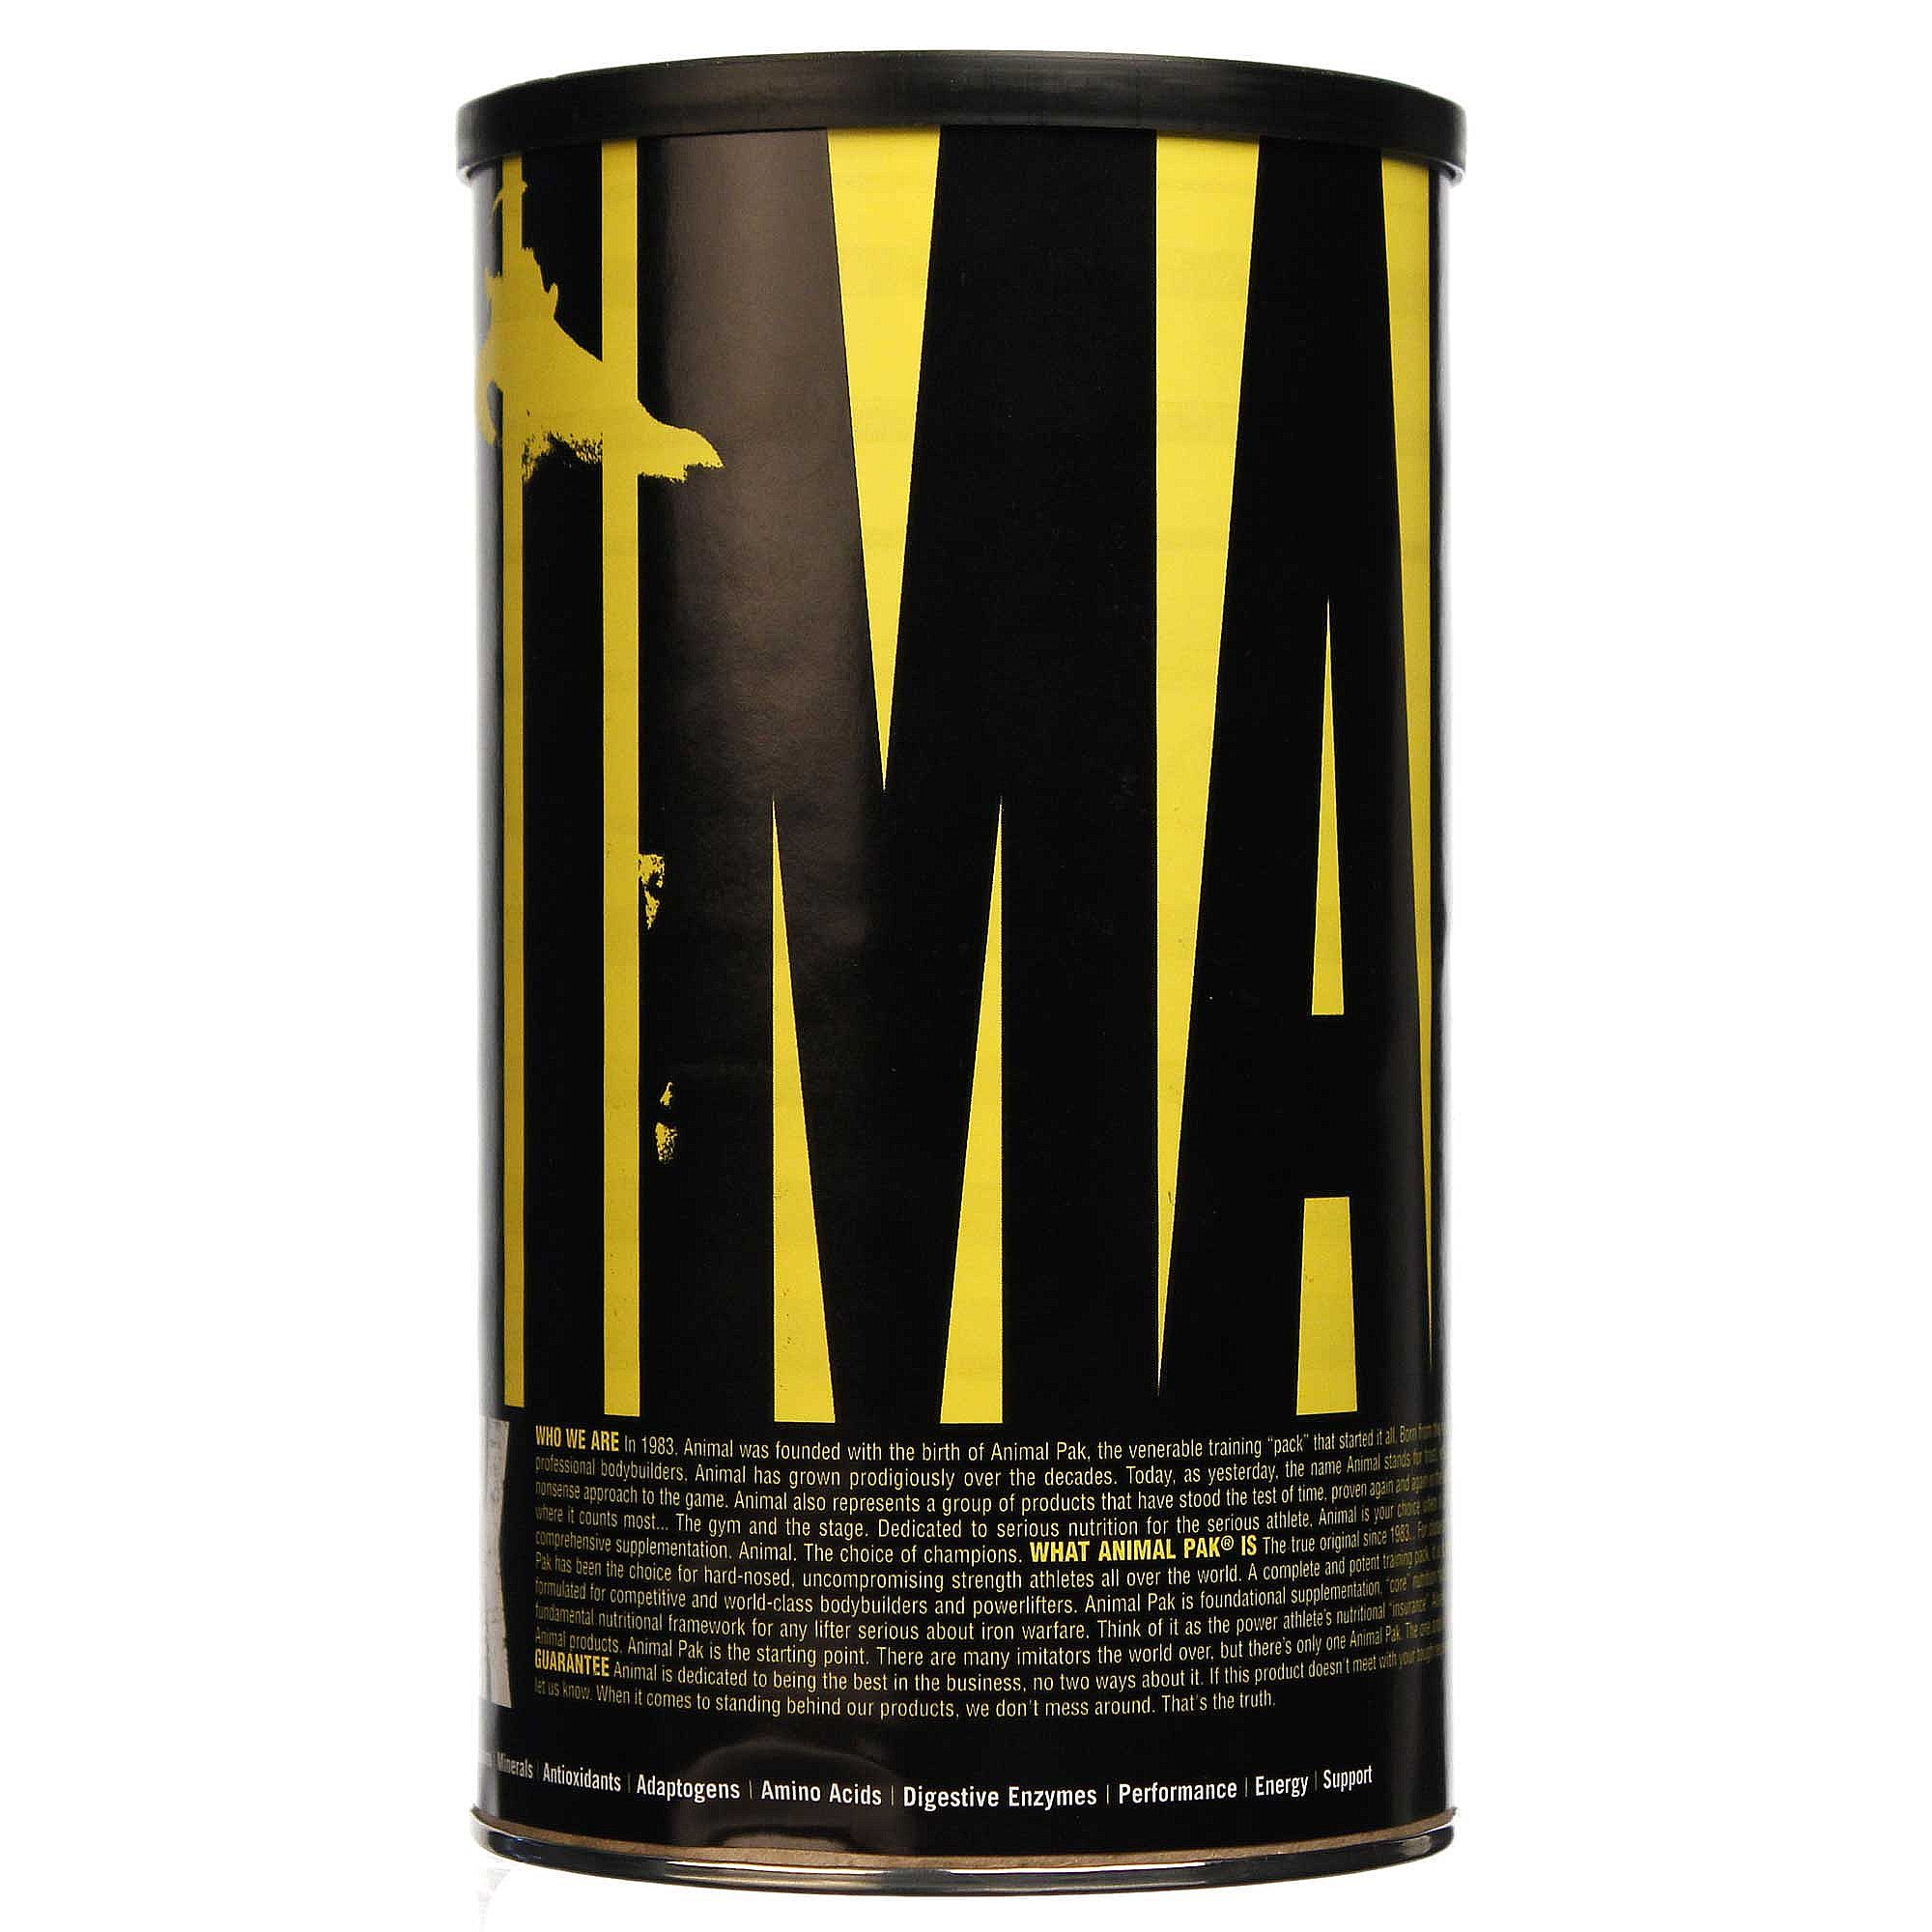 IMA
WHO WE ARE In 1983, Animal was founded with the birth of Animal Pak, the venerable training “pack” that started it all. Born from the
professional bodybuilders, Animal has grown prodigiously over the decades. Today, as yesterday, the name Animal stands for
nonsense approach to the game. Animal also represents a group of products that have stood the test of time, proven again and again
where it counts most... The gym and the stage. Dedicated to serious nutrition for the serious athlete, Animal is your choice
comprehensive supplementation. Animal. The choice of champions. WHAT ANIMAL PAK® IS The true original since 1983... For
Pak has been the choice for hard-nosed, uncompromising strength athletes all over the world. A complete and potent training pack, it
formulated for competitive and world-class bodybuilders and powerlifters. Animal Pak is foundational supplementation, “core”
fundamental nutritional framework for any lifter serious about iron warfare. Think of it as the power athlete's nutritional “insurance”
Animal products, Animal Pak is the starting point. There are many imitators the world over, but there's only one Animal Pak. The
GUARANTEE Animal is dedicated to being the best in the business, no two ways about it. If this product doesn't meet with your
let us know. When it comes to standing behind our products, we don't mess around. That's the truth.
Minerals | Antioxidants | Adaptogens | Amino Acids | Digestive Enzymes | Performance | Energy | Support